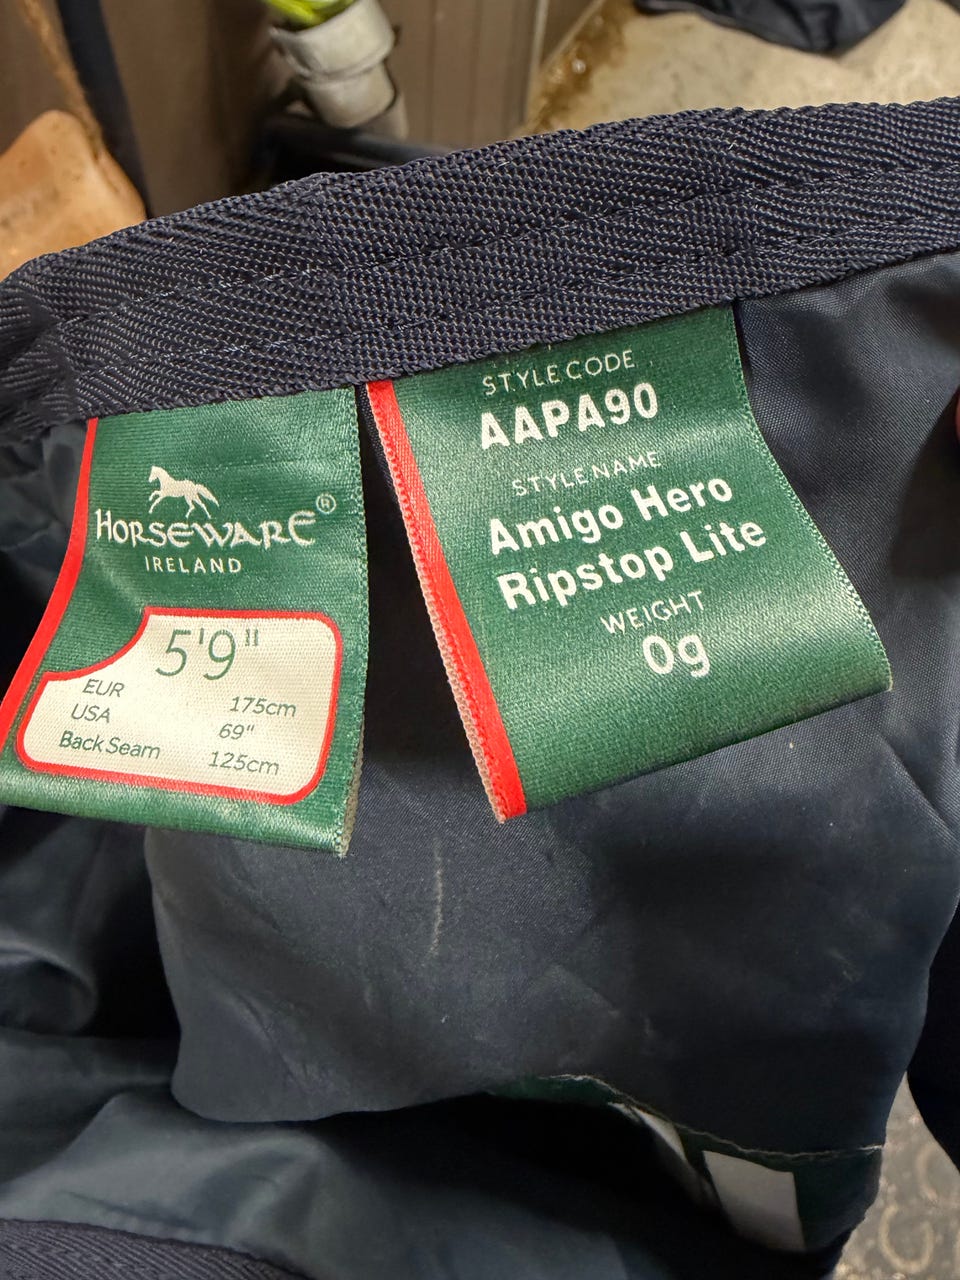 HORSEWARE®
IRELAND
5'9"
EUR 175cm
USA 69"
Back Seam 125cm
STYLE CODE
AAPA90
STYLE NAME
Amigo Hero
Ripstop Lite
WEIGHT
0g